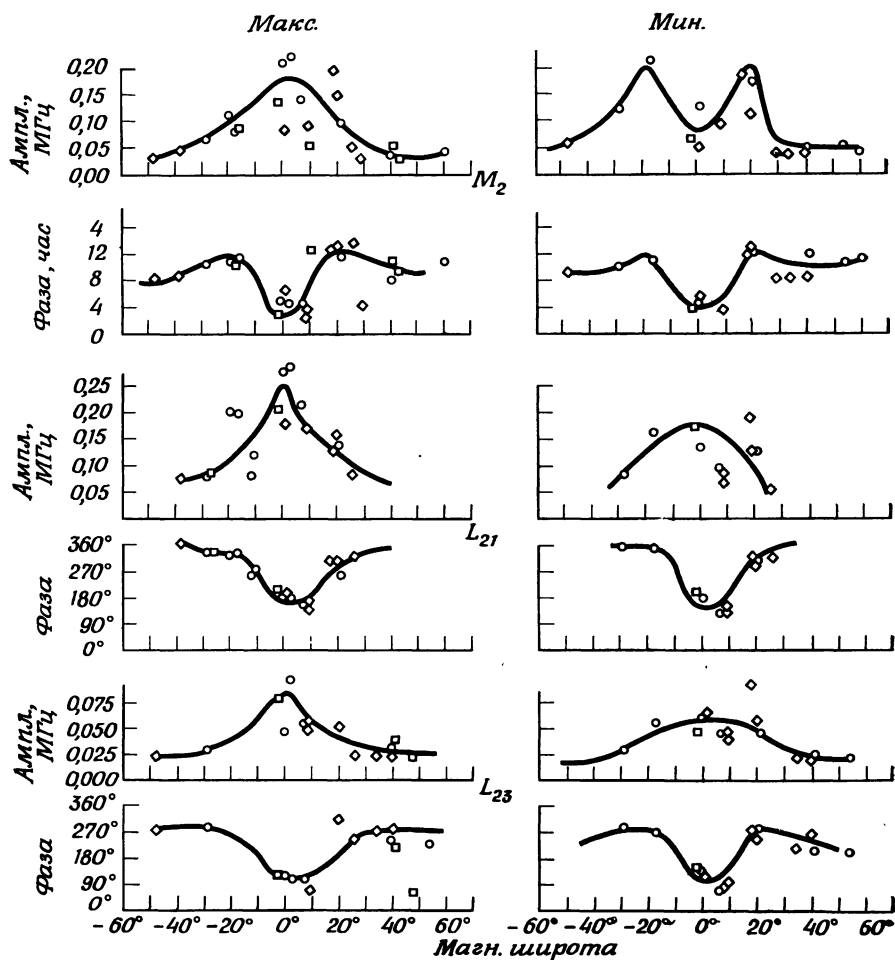 Макс. Мин.
Ампл., МГц
0,20
0,15
0,10
0,05
0,00
M2
Фаза, час
4
12
8
4
0
Ампл., МГц
0,25
0,20
0,15
0,10
0,05
L21
Фаза
360°
270°
180°
90°
0°
Ампл., МГц
0,075
0,050
0,025
0,000
L23
Фаза
360°
270°
180°
90°
0°
-60° -40° -20° 0° 20° 40° 60° -60° -40° -20° 0° 20° 40° 60°
Магн. широта